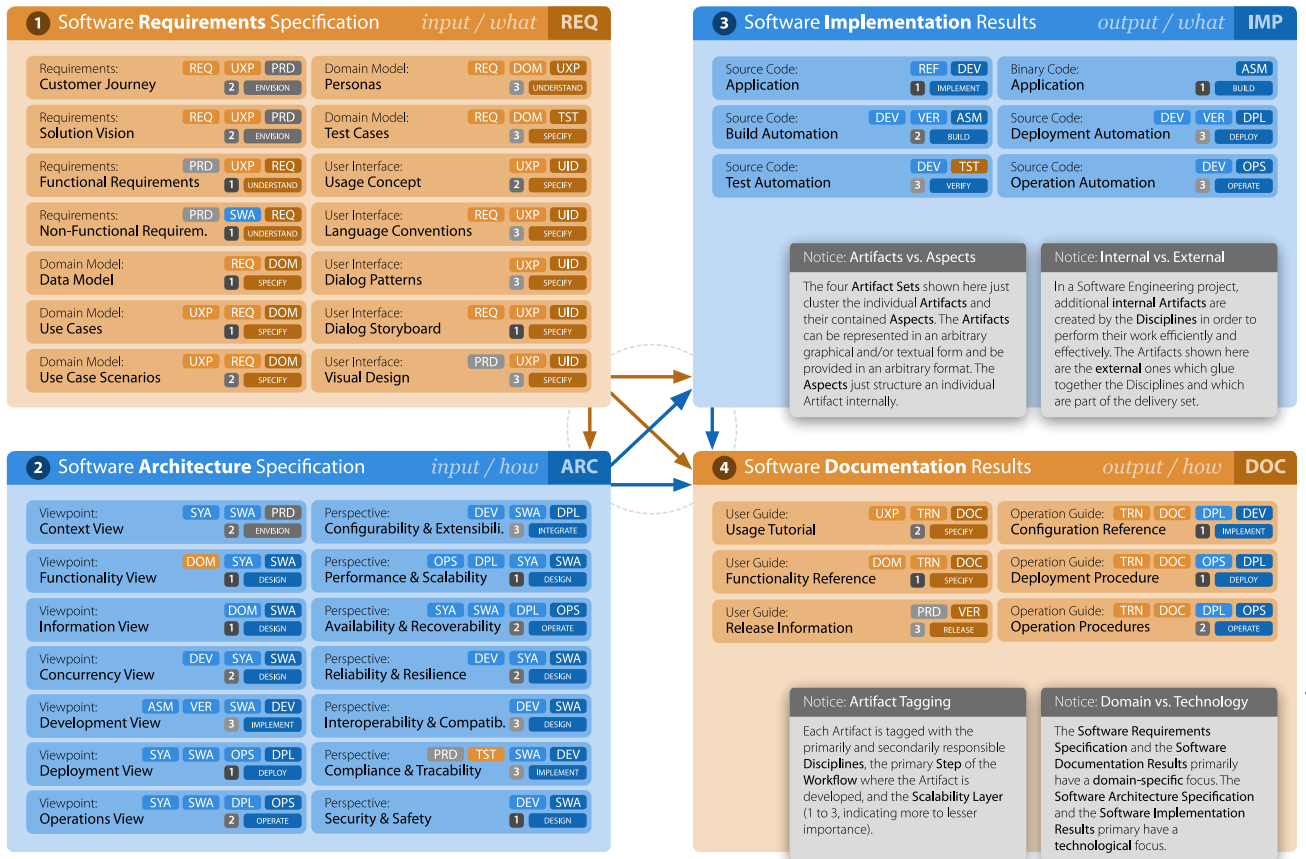 1 Software Requirements Specification input / what REQ
Requirements: REQ UXP PRD
Customer Journey 2 ENVISION
Requirements: REQ UXP PRD
Solution Vision 2 ENVISION
Requirements: PRD UXP REQ
Functional Requirements 1 UNDERSTAND
Requirements: PRD SWA REQ
Non-Functional Requirem. 1 UNDERSTAND
Domain Model: REQ DOM
Data Model 1 SPECIFY
Domain Model: UXP REQ DOM
Use Cases 1 SPECIFY
Domain Model: UXP REQ DOM
Use Case Scenarios 2 SPECIFY
Domain Model: REQ DOM UXP
Personas 3 UNDERSTAND
Domain Model: REQ DOM TST
Test Cases 3 SPECIFY
User Interface: UXP UID
Usage Concept 2 SPECIFY
User Interface: REQ UXP UID
Language Conventions 3 SPECIFY
User Interface: UXP UID
Dialog Patterns 3 SPECIFY
User Interface: REQ UXP UID
Dialog Storyboard 1 SPECIFY
User Interface: PRD UXP UID
Visual Design 3 SPECIFY
3 Software Implementation Results output / what IMP
Source Code: REF DEV
Application 1 IMPLEMENT
Source Code: DEV VER ASM
Build Automation 2 BUILD
Source Code: DEV TST
Test Automation 3 VERIFY
Binary Code: ASM
Application 1 BUILD
Source Code: DEV VER DPL
Deployment Automation 3 DEPLOY
Source Code: DEV OPS
Operation Automation 3 OPERATE
Notice: Artifacts vs. Aspects
The four Artifact Sets shown here just
cluster the individual Artifacts and
their contained Aspects. The Artifacts
can be represented in an arbitrary
graphical and/or textual form and be
provided in an arbitrary format. The
Aspects just structure an individual
Artifact internally.
Notice: Internal vs. External
In a Software Engineering project,
additional internal Artifacts are
created by the Disciplines in order to
perform their work efficiently and
effectively. The Artifacts shown here
are the external ones which glue
together the Disciplines and which
are part of the delivery set.
2 Software Architecture Specification input / how ARC
Viewpoint: SYA SWA PRD
Context View 2 ENVISION
Viewpoint: DOM SYA SWA
Functionality View 1 DESIGN
Viewpoint: DOM SWA
Information View 1 DESIGN
Viewpoint: DEV SYA SWA
Concurrency View 2 DESIGN
Viewpoint: ASM VER SWA DEV
Development View 3 IMPLEMENT
Viewpoint: SYA SWA OPS DPL
Deployment View 1 DEPLOY
Viewpoint: SYA SWA DPL OPS
Operations View 2 OPERATE
Perspective: DEV SWA DPL
Configurability & Extensibili. 3 INTEGRATE
Perspective: OPS DPL SYA SWA
Performance & Scalability 1 DESIGN
Perspective: SYA SWA DPL OPS
Availability & Recoverability 2 OPERATE
Perspective: DEV SYA SWA
Reliability & Resilience 2 DESIGN
Perspective: DEV SWA
Interoperability & Compatib. 3 DESIGN
Perspective: PRD TST SWA DEV
Compliance & Tracability 3 IMPLEMENT
Perspective: DEV SWA
Security & Safety 1 DESIGN
4 Software Documentation Results output / how DOC
User Guide: UXP TRN DOC
Usage Tutorial 2 SPECIFY
User Guide: DOM TRN DOC
Functionality Reference 1 SPECIFY
User Guide: PRD VER
Release Information 3 RELEASE
Operation Guide: TRN DOC DPL DEV
Configuration Reference 1 IMPLEMENT
Operation Guide: TRN DOC OPS DPL
Deployment Procedure 1 DEPLOY
Operation Guide: TRN DOC DPL OPS
Operation Procedures 2 OPERATE
Notice: Artifact Tagging
Each Artifact is tagged with the
primarily and secondarily responsible
Disciplines, the primary Step of the
Workflow where the Artifact is
developed, and the Scalability Layer
(1 to 3, indicating more to lesser
importance).
Notice: Domain vs. Technology
The Software Requirements
Specification and the Software
Documentation Results primarily
have a domain-specific focus. The
Software Architecture Specification
and the Software Implementation
Results primary have a
technological focus.